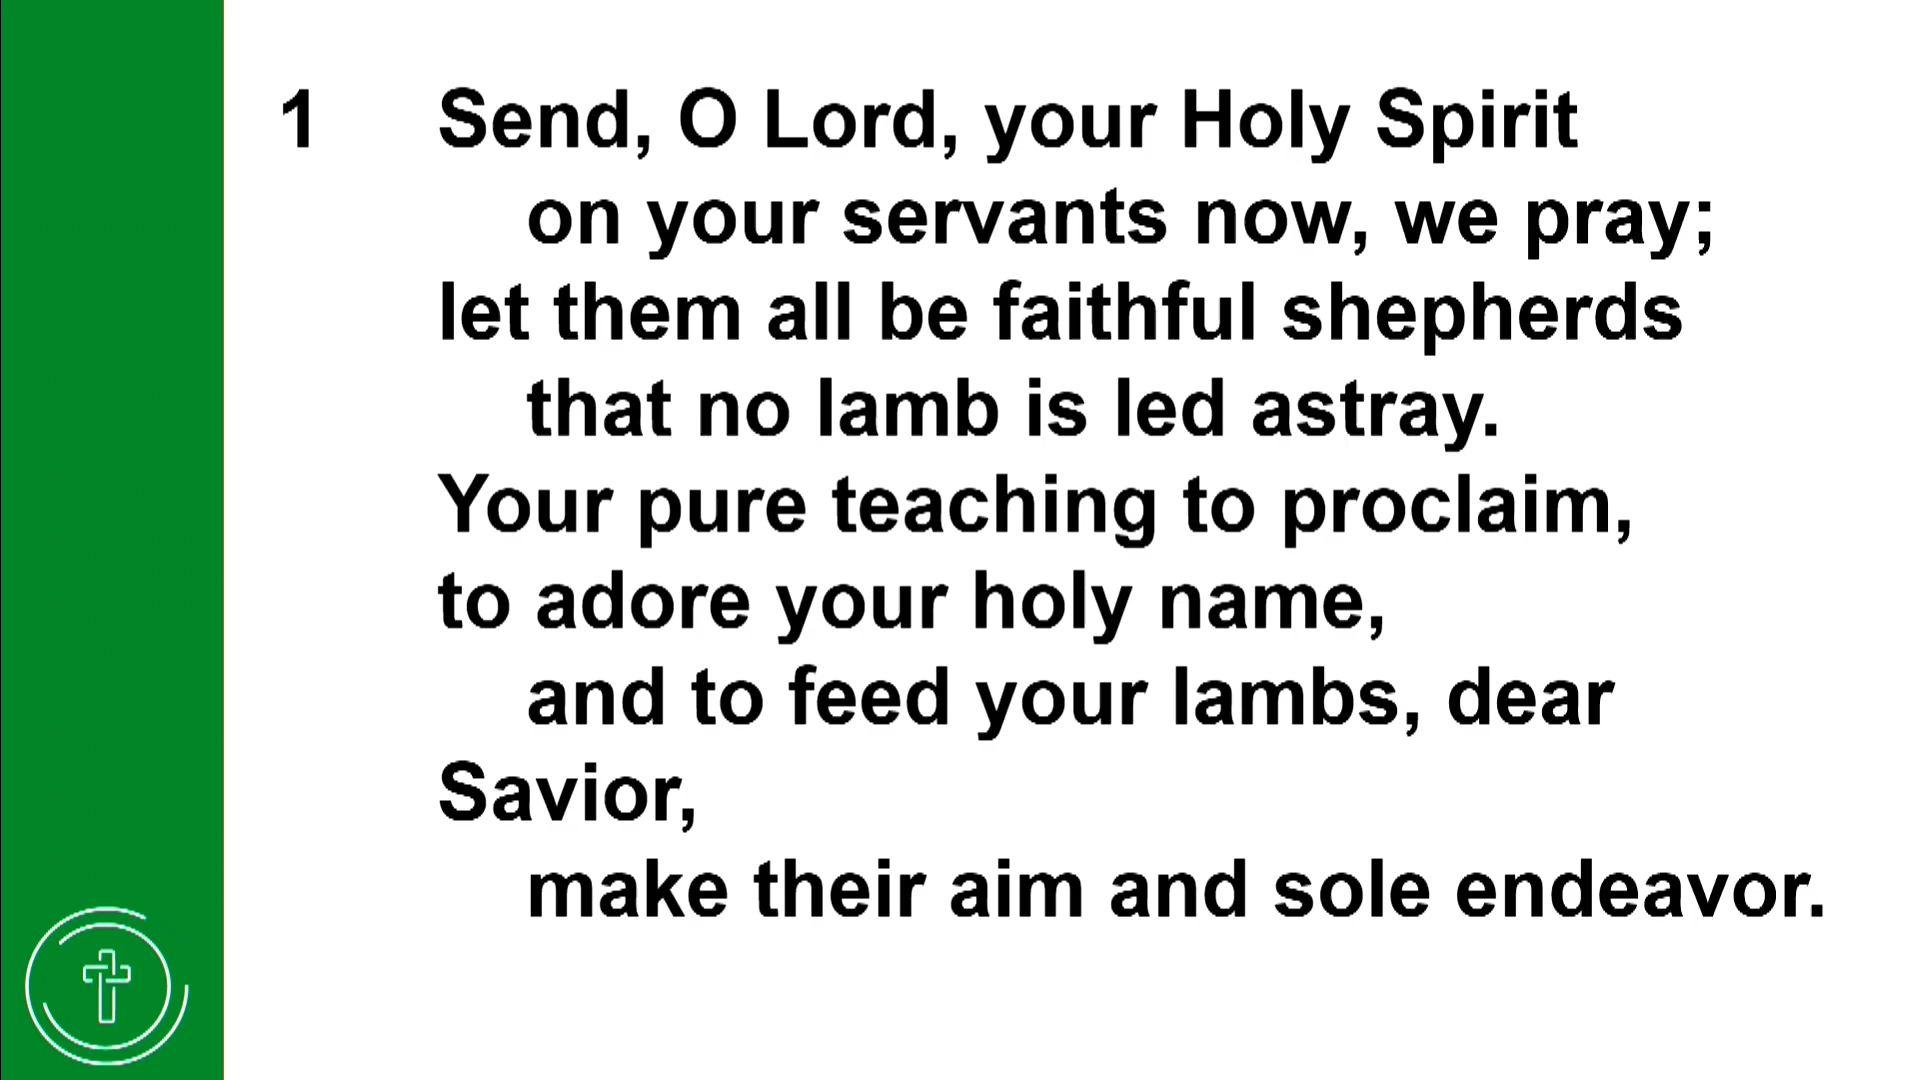 1 Send, O Lord, your Holy Spirit
on your servants now, we pray;
let them all be faithful shepherds
that no lamb is led astray.
Your pure teaching to proclaim,
to adore your holy name,
and to feed your lambs, dear
Savior,
make their aim and sole endeavor.